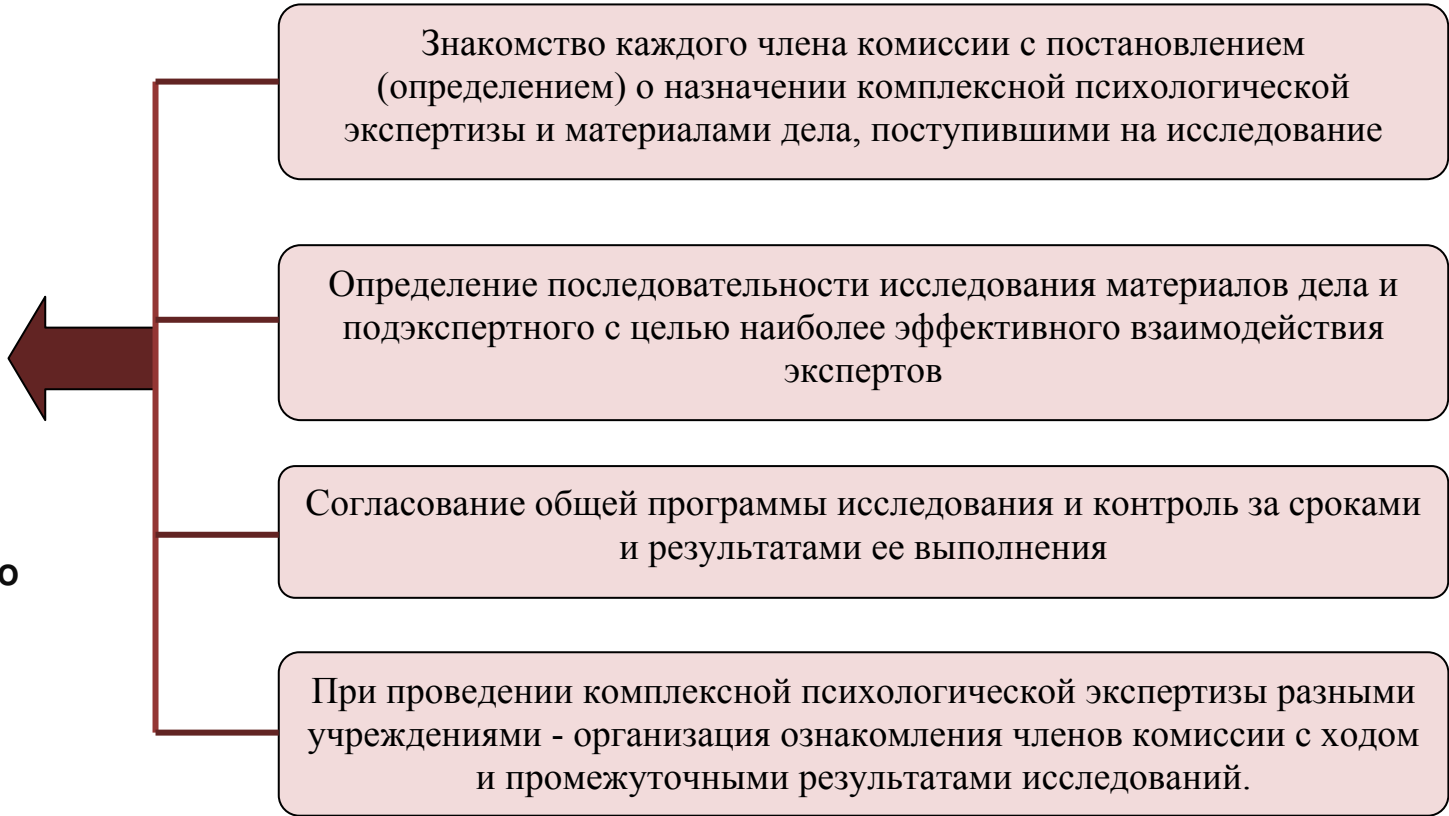 Знакомство каждого члена комиссии с постановлением
(определением) о назначении комплексной психологической
экспертизы и материалами дела, поступившими на исследование
Определение последовательности исследования материалов дела и
подэкспертного с целью наиболее эффективного взаимодействия
экспертов
Согласование общей программы исследования и контроль за сроками
и результатами ее выполнения
При проведении комплексной психологической экспертизы разными
учреждениями - организация ознакомления членов комиссии с ходом
и промежуточными результатами исследований.